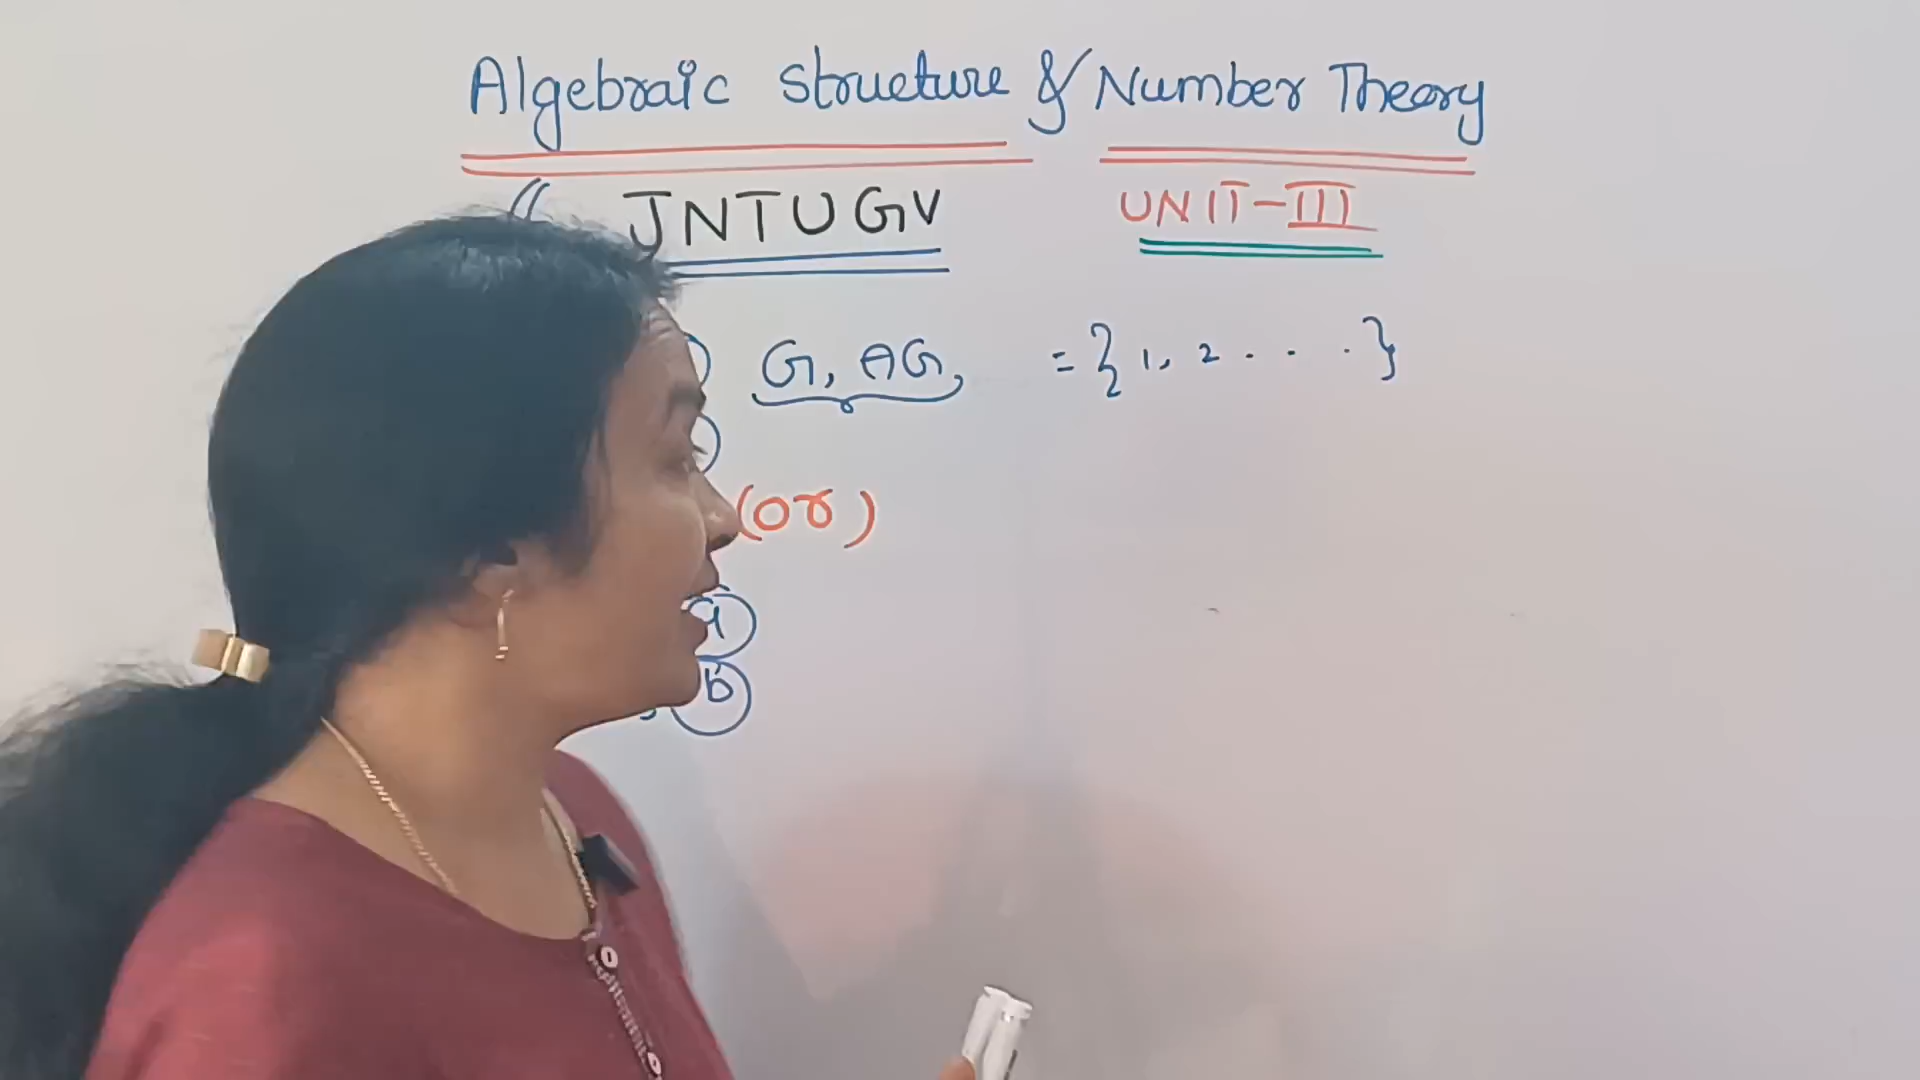 Algebraic Structure & Number Theory
JNTUGV UNIT-III
G, AG, = {1, 2 . . . .}
(or)
a
b